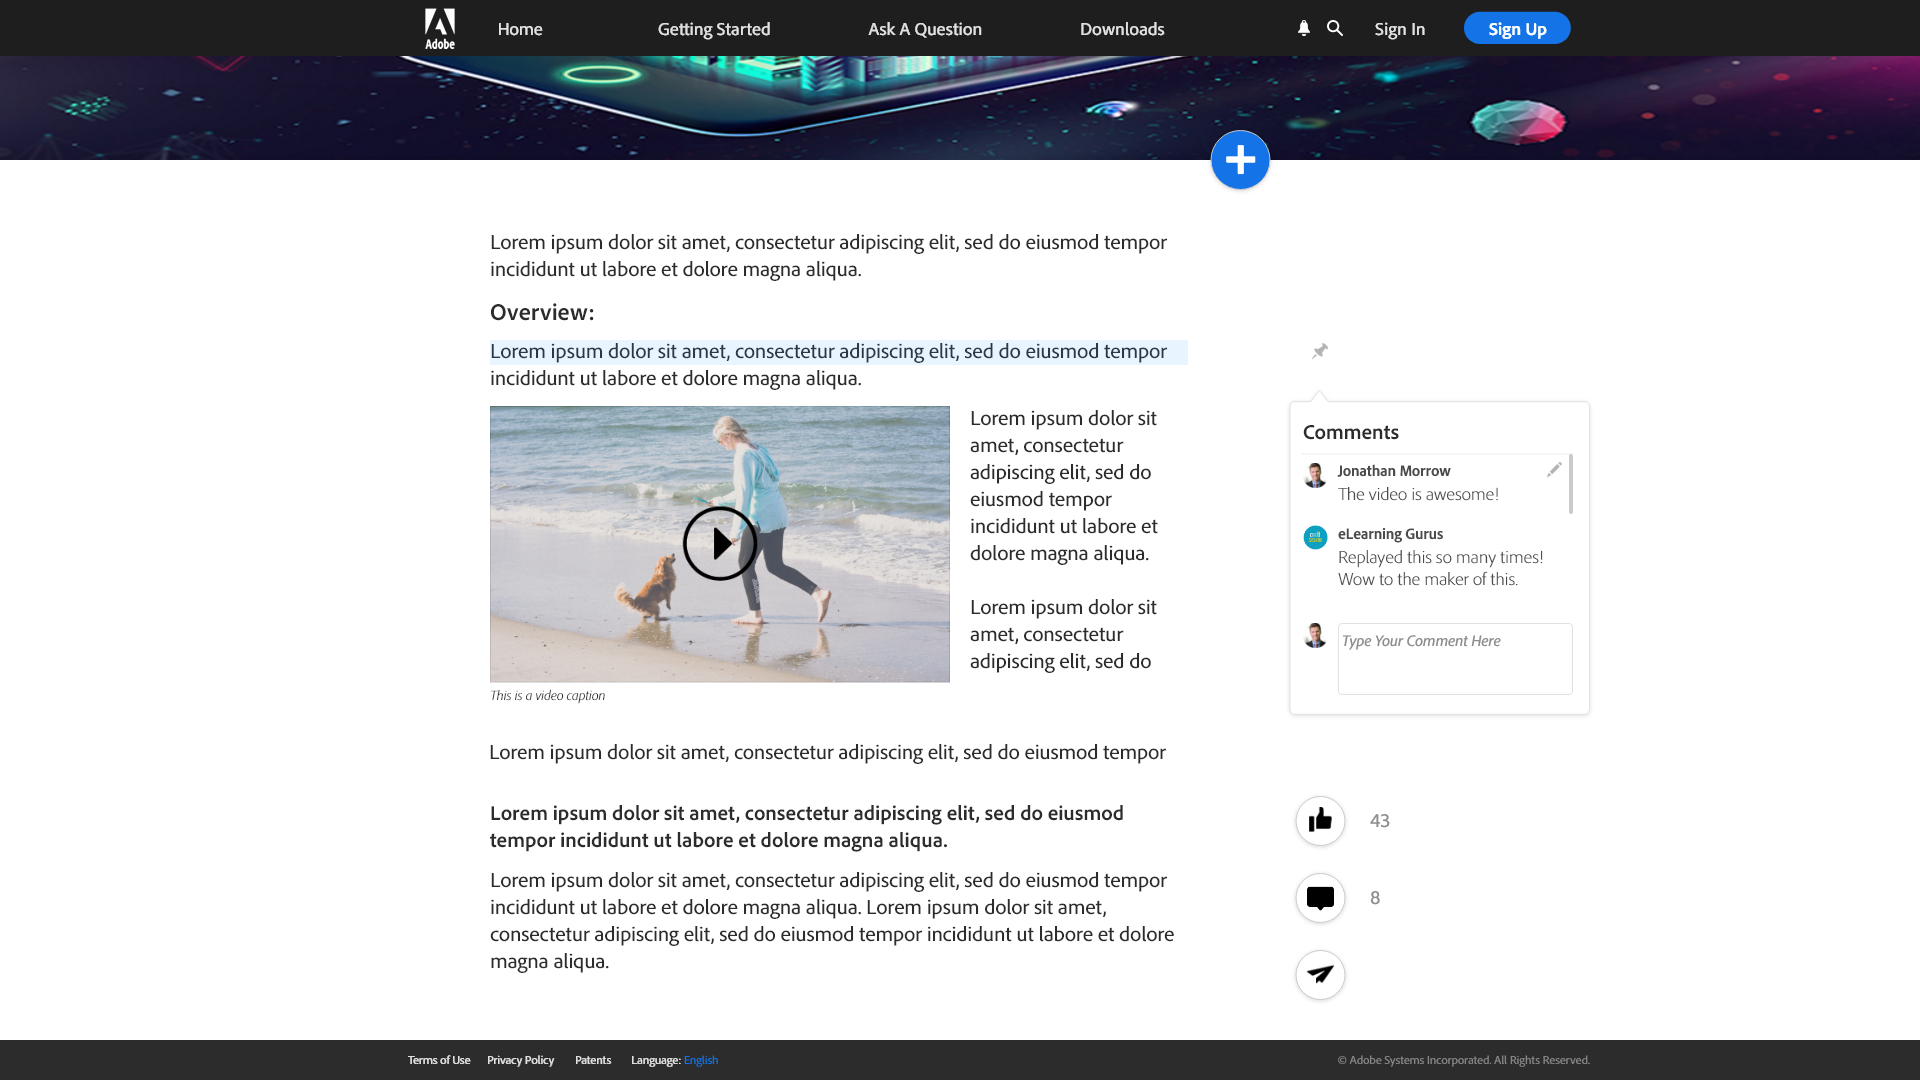 Adobe
Home
Getting Started
Ask A Question
Downloads
Sign In
Sign Up
Lorem ipsum dolor sit amet, consectetur adipiscing elit, sed do eiusmod tempor
incididunt ut labore et dolore magna aliqua.
Overview:
Lorem ipsum dolor sit amet, consectetur adipiscing elit, sed do eiusmod tempor
incididunt ut labore et dolore magna aliqua.
Lorem ipsum dolor sit
amet, consectetur
adipiscing elit, sed do
eiusmod tempor
incididunt ut labore et
dolore magna aliqua.
Lorem ipsum dolor sit
amet, consectetur
adipiscing elit, sed do
This is a video caption
Comments
Jonathan Morrow
The video is awesome!
eLearning Gurus
Replayed this so many times!
Wow to the maker of this.
Type Your Comment Here
Lorem ipsum dolor sit amet, consectetur adipiscing elit, sed do eiusmod tempor
Lorem ipsum dolor sit amet, consectetur adipiscing elit, sed do eiusmod
tempor incididunt ut labore et dolore magna aliqua.
Lorem ipsum dolor sit amet, consectetur adipiscing elit, sed do eiusmod tempor
incididunt ut labore et dolore magna aliqua. Lorem ipsum dolor sit amet,
consectetur adipiscing elit, sed do eiusmod tempor incididunt ut labore et dolore
magna aliqua.
43
8
Terms of Use
Privacy Policy
Patents
Language: English
© Adobe Systems Incorporated. All Rights Reserved.